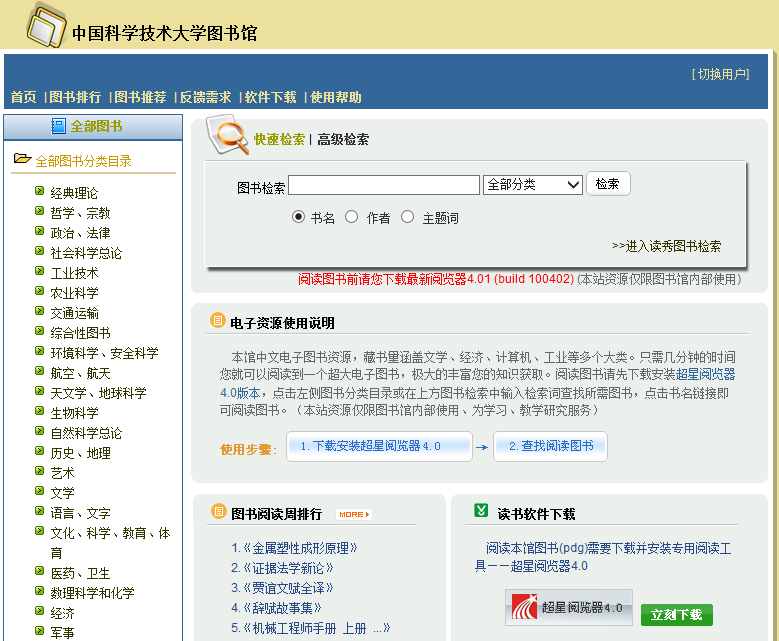 中国科学技术大学图书馆
[切换用户]
首页 |图书排行 |图书推荐 |反馈需求 |软件下载 |使用帮助
全部图书
全部图书分类目录
经典理论
哲学、宗教
政治、法律
社会科学总论
工业技术
农业科学
交通运输
综合性图书
环境科学、安全科学
航空、航天
天文学、地球科学
生物科学
自然科学总论
历史、地理
艺术
文学
语言、文字
文化、科学、教育、体
育
医药、卫生
数理科学和化学
经济
军事
快速检索 | 高级检索
图书检索 全部分类 检索
书名 作者 主题词
>>进入读秀图书检索
阅读图书前请您下载最新阅览器4.01 (build 100402) (本站资源仅限图书馆内部使用)
电子资源使用说明
本馆中文电子图书资源，藏书量涵盖文学、经济、计算机、工业等多个大类。只需几分钟的时间
您就可以阅读到一个超大电子图书，极大的丰富您的知识获取。阅读图书请先下载安装超星阅览器
4.0版本，点击左侧图书分类目录或在上方图书检索中输入检索词查找所需图书，点击书名链接即
可阅读图书。（本站资源仅限图书馆内部使用、为学习、教学研究服务）
使用步骤： 1. 下载安装超星阅览器4.0 → 2. 查找阅读图书
图书阅读周排行 MORE
1.《金属塑性成形原理》
2.《证据法学新论》
3.《贾谊文赋全译》
4.《辞赋故事集》
5.《机械工程师手册 上册 ...》
读书软件下载
阅读本馆图书(pdg)需要下载并安装专用阅读工
具－－超星阅览器4.0
超星阅览器4.0 立刻下载